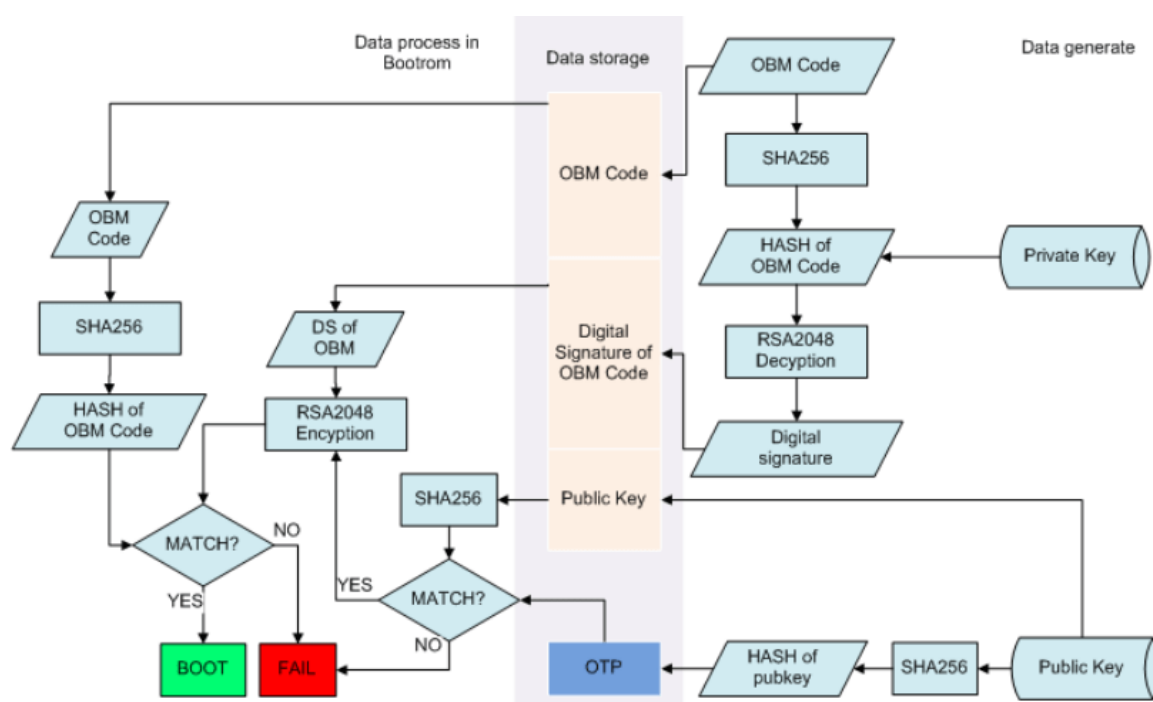 Data process in
Bootrom
Data storage
Data generate
OBM Code
SHA256
HASH of
OBM Code
Private Key
RSA2048
Decyption
Digital
signature
OBM Code
Digital
Signature of
OBM Code
Public Key
OBM
Code
SHA256
HASH of
OBM Code
DS of
OBM
RSA2048
Encyption
SHA256
MATCH?
NO
YES
MATCH?
YES
NO
BOOT
FAIL
OTP
HASH of
pubkey
SHA256
Public Key